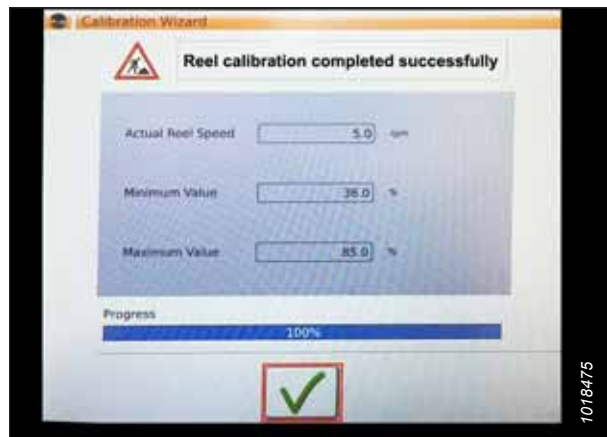 Calibration Wizard
Reel calibration completed successfully
Actual Reel Speed 5.0 rpm
Minimum Value 36.0 %
Maximum Value 85.0 %
Progress
100%
1018475